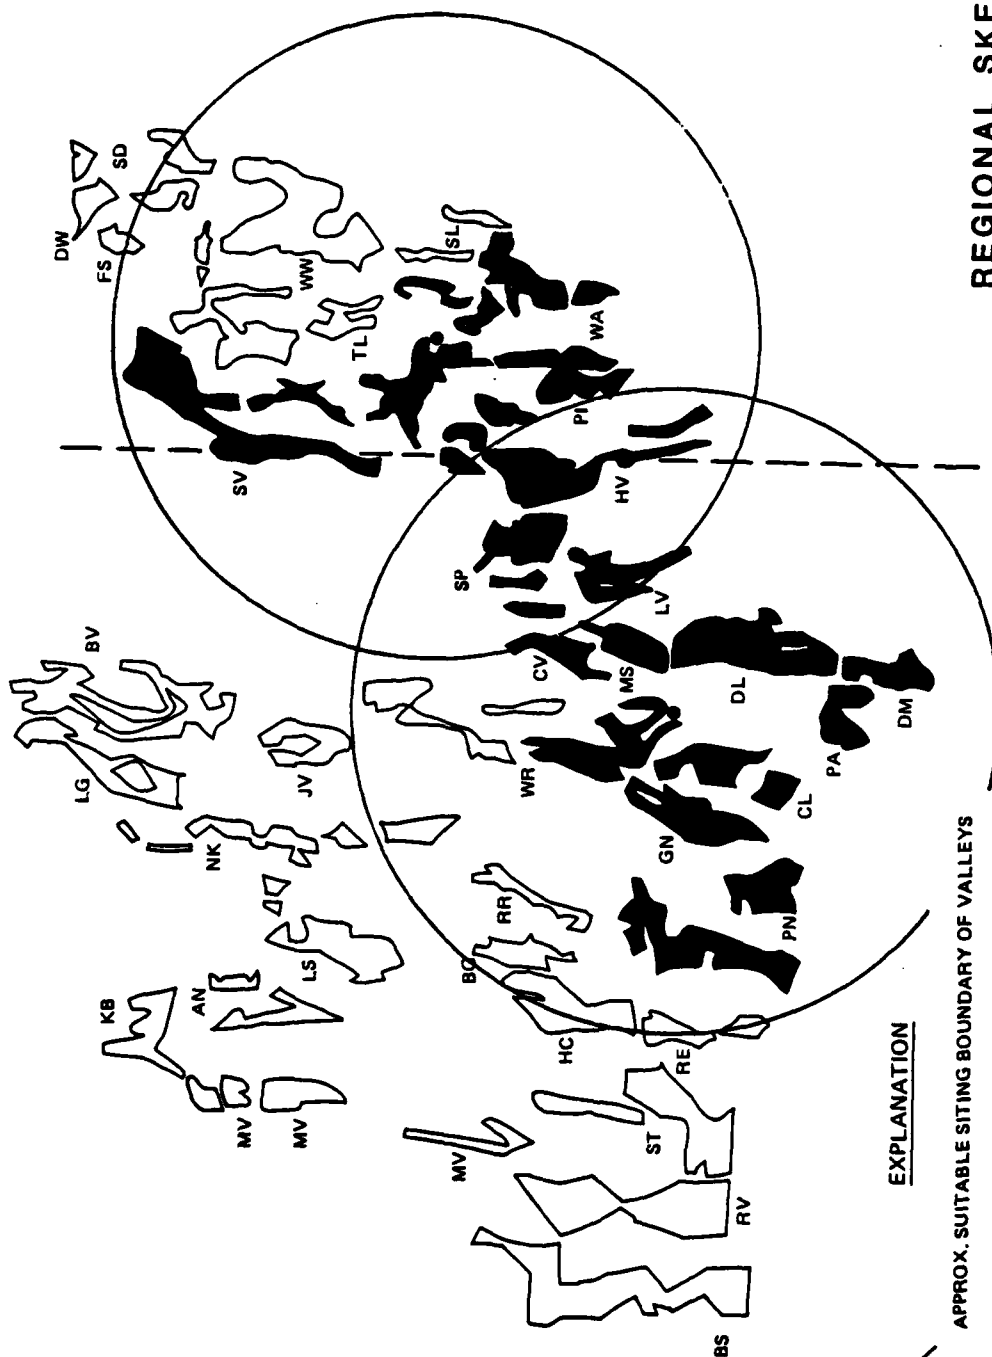 REGIONAL SKE
DW
SD
FS
WW
SL
TL
WA
SV
PI
HV
BV
SP
LV
LG
CV
MS
DL
JV
DM
WR
PA
NK
CL
GN
RR
PN
LS
BQ
KB
AN
HC
RE
MV
MV
MV
ST
RV
BS
EXPLANATION
APPROX. SUITABLE SITING BOUNDARY OF VALLEYS